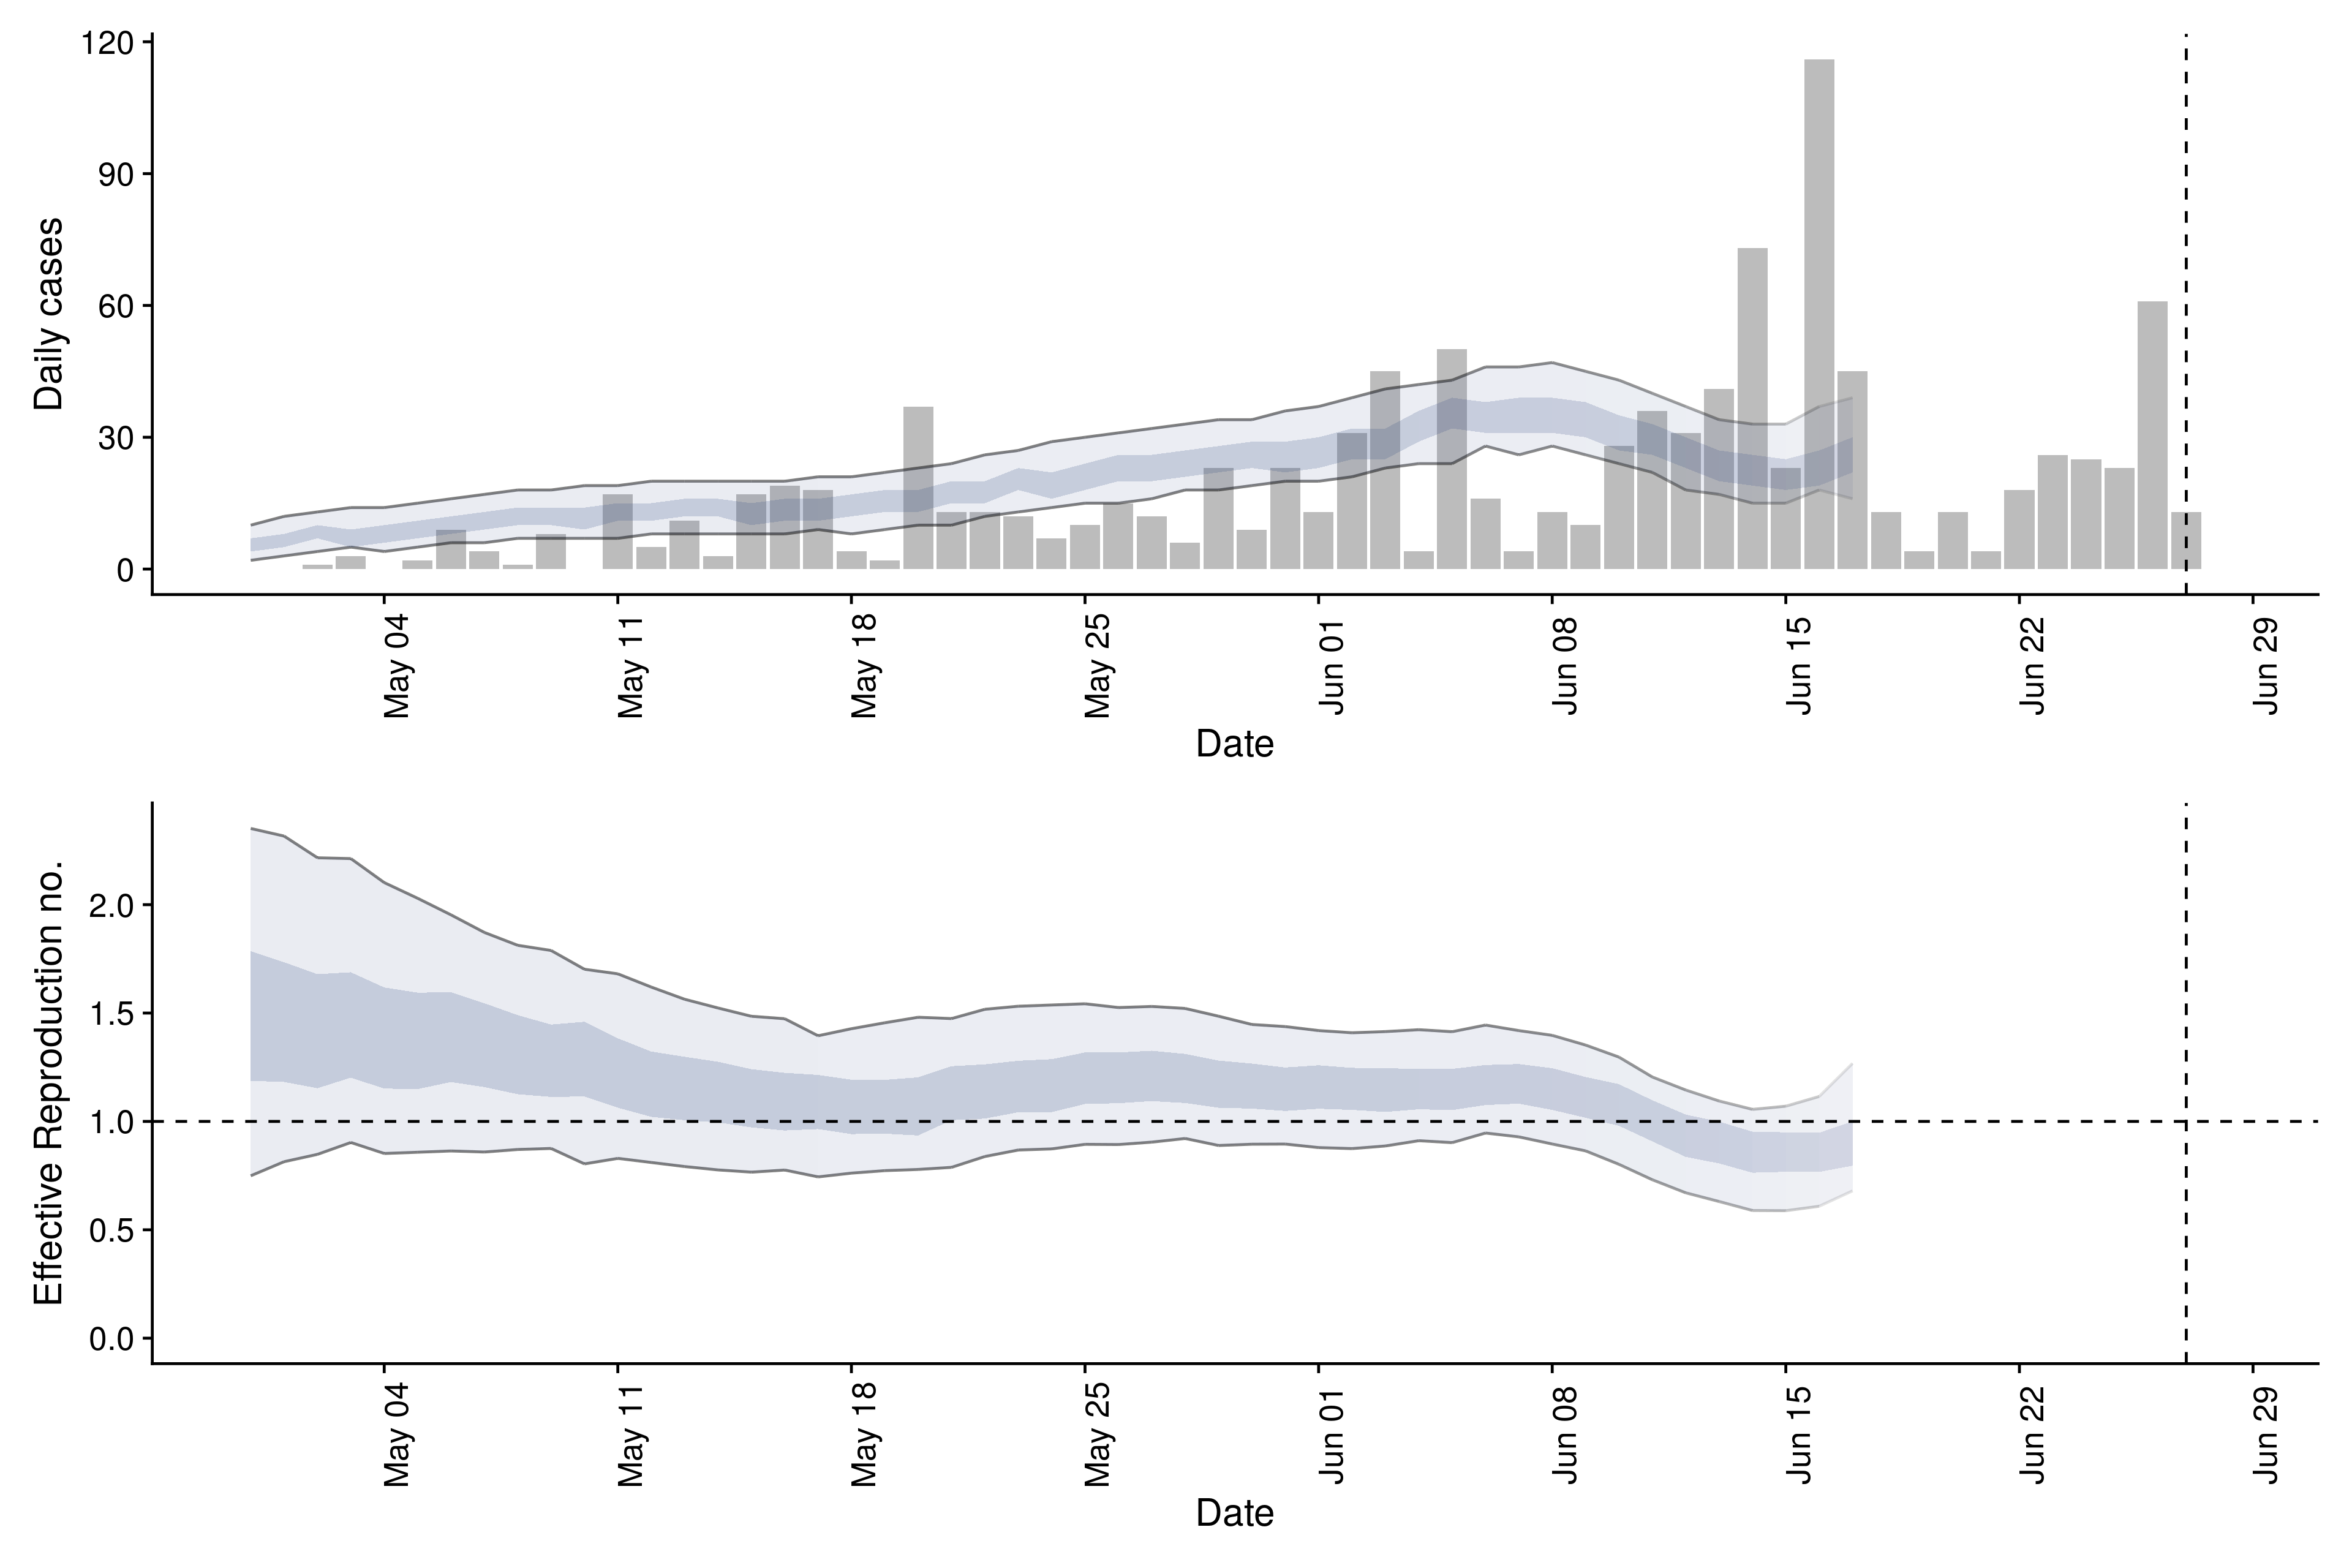 120
90
60
30
0
Daily cases
May 04
May 11
May 18
May 25
Jun 01
Jun 08
Jun 15
Jun 22
Jun 29
Date
2.0
1.5
1.0
0.5
0.0
Effective Reproduction no.
May 04
May 11
May 18
May 25
Jun 01
Jun 08
Jun 15
Jun 22
Jun 29
Date